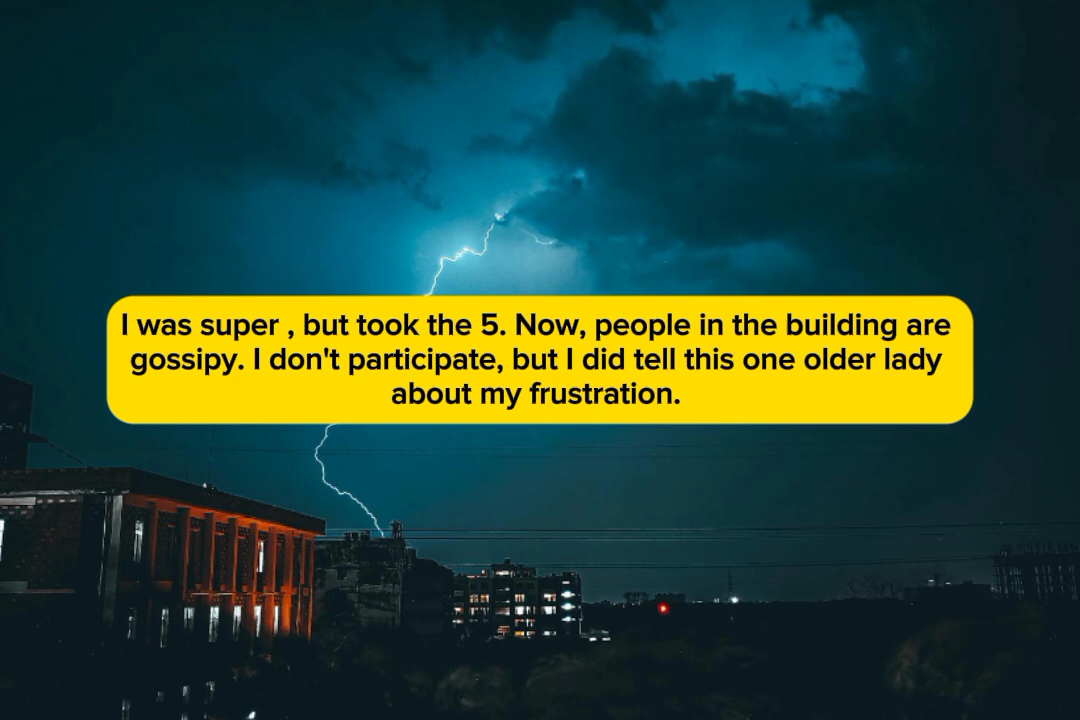 I was super , but took the 5. Now, people in the building are
gossipy. I don't participate, but I did tell this one older lady
about my frustration.